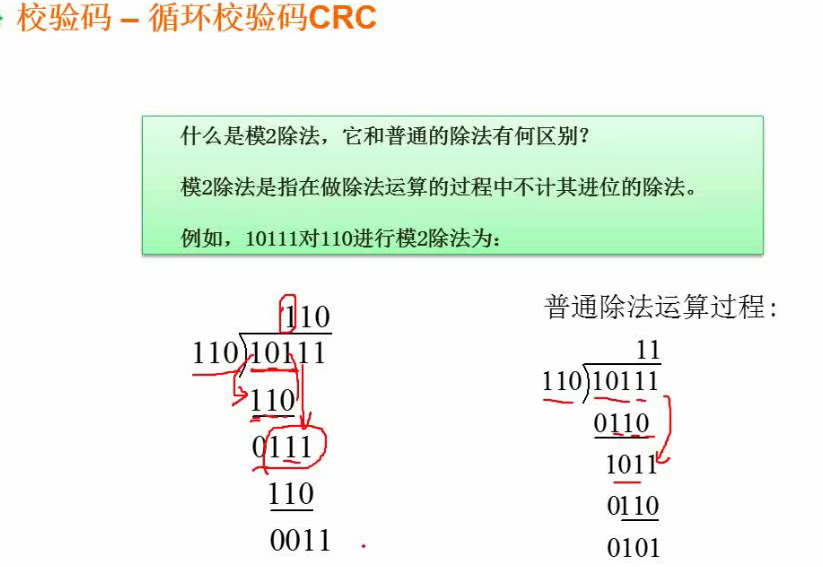 校验码 – 循环校验码CRC
什么是模2除法，它和普通的除法有何区别？
模2除法是指在做除法运算的过程中不计其进位的除法。
例如，10111对110进行模2除法为：
110
110)10111
110
0111
110
0011
普通除法运算过程:
11
110)10111
0110
1011
0110
0101